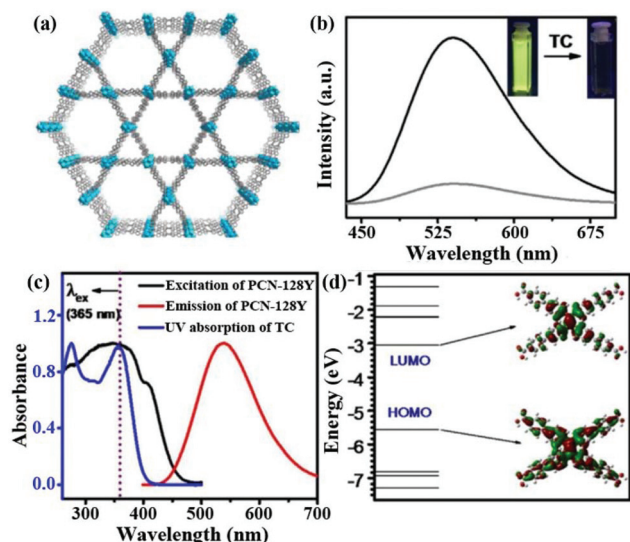 (a)
(b)
TC
Intensity (a.u.)
450 525 600 675
Wavelength (nm)
(c)
λex
(365 nm)
Excitation of PCN-128Y
Emission of PCN-128Y
UV absorption of TC
1.2
0.8
0.4
0.0
Absorbance
300 400 500 600 700
Wavelength (nm)
(d)
-1
-2
-3
-4
-5
-6
-7
Energy (eV)
LUMO
HOMO